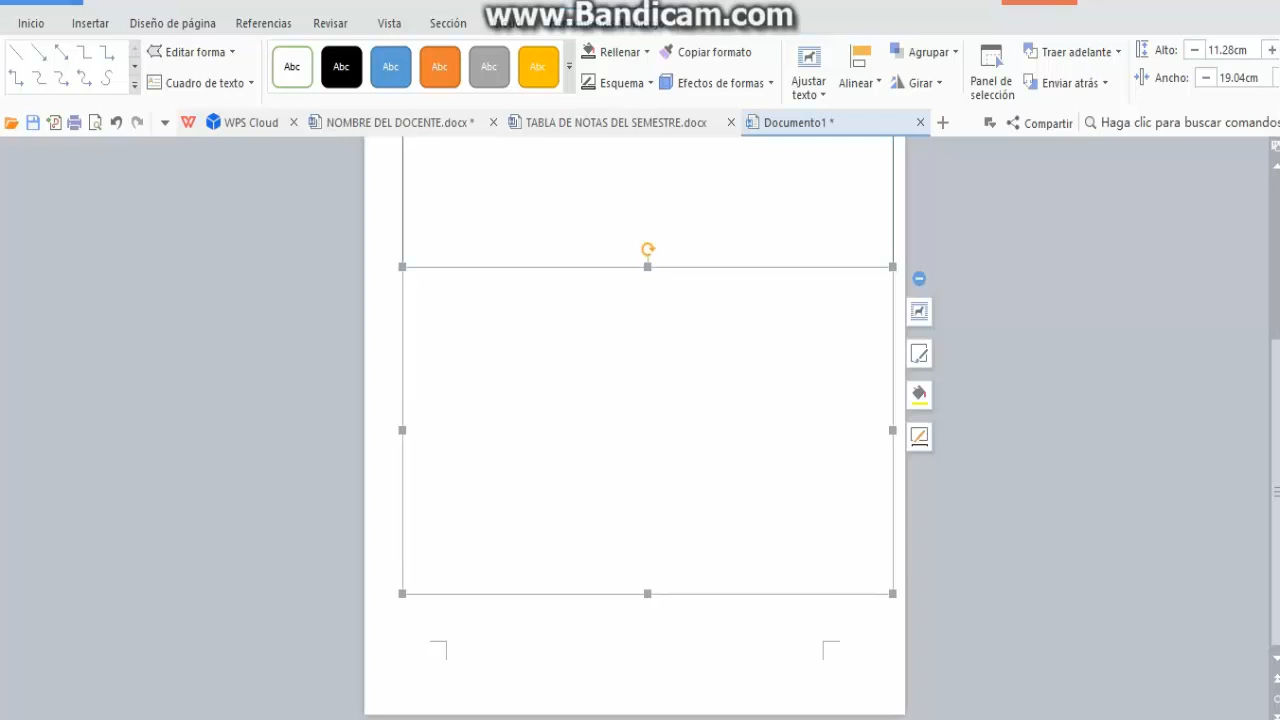 www.Bandicam.com
Inicio Insertar Diseño de página Referencias Revisar Vista Sección
Editar forma Abc Abc Abc Abc Abc Abc Rellenar Copiar formato Agrupar Traer adelante Alto: 11.28cm
Cuadro de texto Esquema Efectos de formas Ajustar texto Alinear Girar Panel de selección Enviar atrás Ancho: 19.04cm
WPS Cloud NOMBRE DEL DOCENTE.docx * TABLA DE NOTAS DEL SEMESTRE.docx Documento1 * Compartir Haga clic para buscar comandos